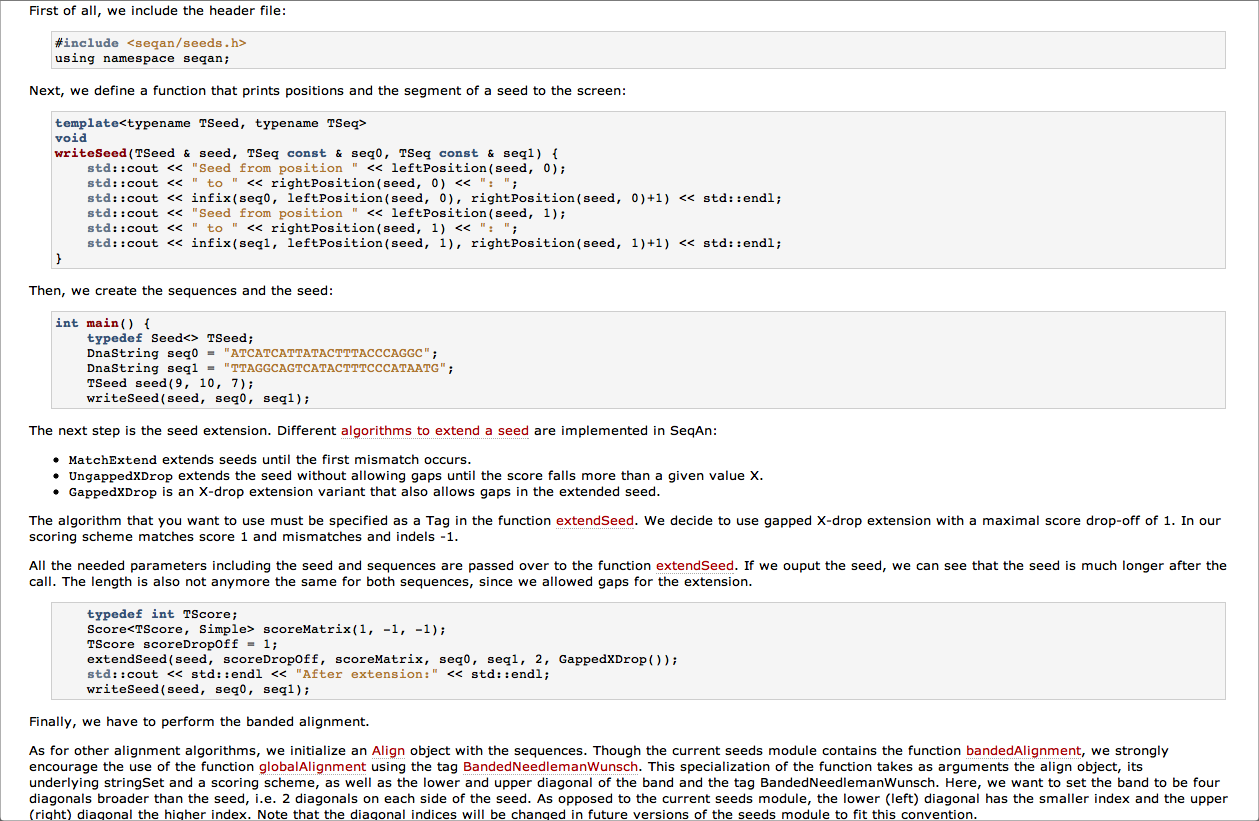 First of all, we include the header file:
#include <seqan/seeds.h>
using namespace seqan;
Next, we define a function that prints positions and the segment of a seed to the screen:
template<typename TSeed, typename TSeq>
void
writeSeed(TSeed & seed, TSeq const & seq0, TSeq const & seq1) {
    std::cout << "Seed from position " << leftPosition(seed, 0);
    std::cout << " to " << rightPosition(seed, 0) << ": ";
    std::cout << infix(seq0, leftPosition(seed, 0), rightPosition(seed, 0)+1) << std::endl;
    std::cout << "Seed from position " << leftPosition(seed, 1);
    std::cout << " to " << rightPosition(seed, 1) << ": ";
    std::cout << infix(seq1, leftPosition(seed, 1), rightPosition(seed, 1)+1) << std::endl;
}
Then, we create the sequences and the seed:
int main() {
    typedef Seed<> TSeed;
    DnaString seq0 = "ATCATCATTATACTTTACCCAGGC";
    DnaString seq1 = "TTAGGCAGTCATACTTTCCCATAATG";
    TSeed seed(9, 10, 7);
    writeSeed(seed, seq0, seq1);
The next step is the seed extension. Different algorithms to extend a seed are implemented in SeqAn:
• MatchExtend extends seeds until the first mismatch occurs.
• UngappedXDrop extends the seed without allowing gaps until the score falls more than a given value X.
• GappedXDrop is an X-drop extension variant that also allows gaps in the extended seed.
The algorithm that you want to use must be specified as a Tag in the function extendSeed. We decide to use gapped X-drop extension with a maximal score drop-off of 1. In our
scoring scheme matches score 1 and mismatches and indels -1.
All the needed parameters including the seed and sequences are passed over to the function extendSeed. If we ouput the seed, we can see that the seed is much longer after the
call. The length is also not anymore the same for both sequences, since we allowed gaps for the extension.
    typedef int TScore;
    Score<TScore, Simple> scoreMatrix(1, -1, -1);
    TScore scoreDropOff = 1;
    extendSeed(seed, scoreDropOff, scoreMatrix, seq0, seq1, 2, GappedXDrop());
    std::cout << std::endl << "After extension:" << std::endl;
    writeSeed(seed, seq0, seq1);
Finally, we have to perform the banded alignment.
As for other alignment algorithms, we initialize an Align object with the sequences. Though the current seeds module contains the function bandedAlignment, we strongly
encourage the use of the function globalAlignment using the tag BandedNeedlemanWunsch. This specialization of the function takes as arguments the align object, its
underlying stringSet and a scoring scheme, as well as the lower and upper diagonal of the band and the tag BandedNeedlemanWunsch. Here, we want to set the band to be four
diagonals broader than the seed, i.e. 2 diagonals on each side of the seed. As opposed to the current seeds module, the lower (left) diagonal has the smaller index and the upper
(right) diagonal the higher index. Note that the diagonal indices will be changed in future versions of the seeds module to fit this convention.